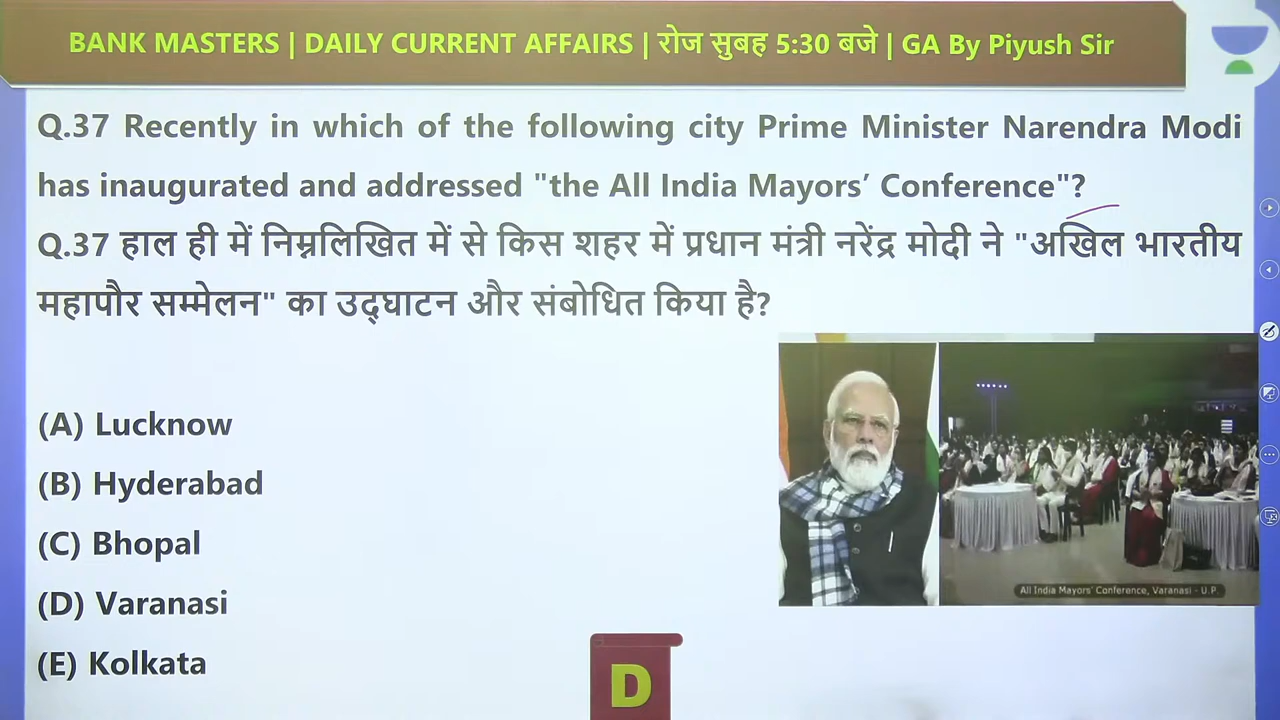 BANK MASTERS | DAILY CURRENT AFFAIRS | रोज सुबह 5:30 बजे | GA By Piyush Sir
Q.37 Recently in which of the following city Prime Minister Narendra Modi
has inaugurated and addressed "the All India Mayors’ Conference"?
Q.37 हाल ही में निम्नलिखित में से किस शहर में प्रधान मंत्री नरेंद्र मोदी ने "अखिल भारतीय
महापौर सम्मेलन" का उद्घाटन और संबोधित किया है?
(A) Lucknow
(B) Hyderabad
(C) Bhopal
(D) Varanasi
(E) Kolkata
All India Mayors' Conference, Varanasi - U.P.
D